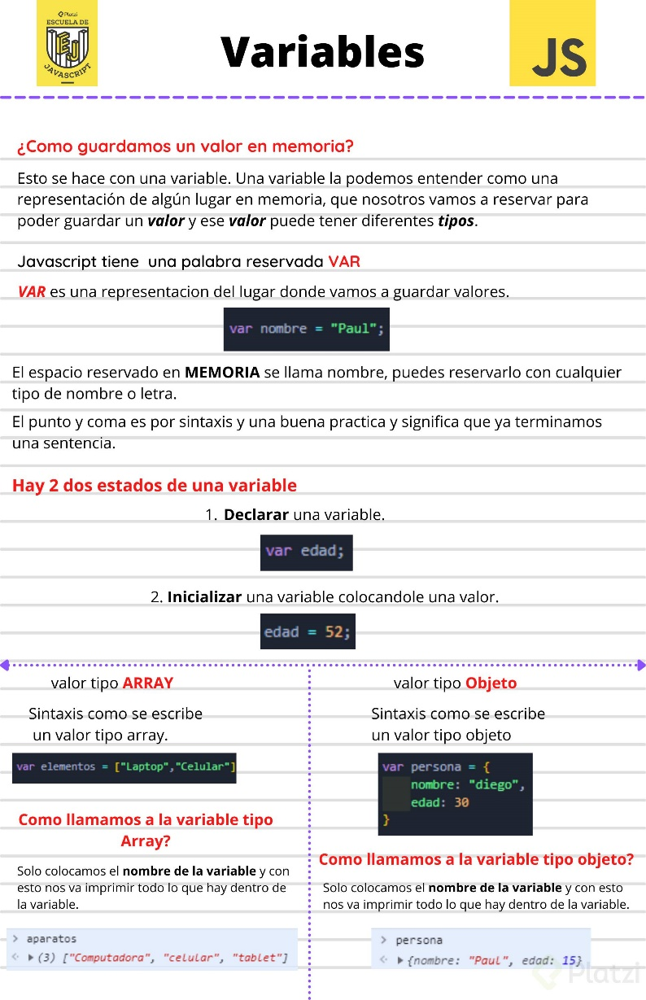 Platzi
ESCUELA DE
EJ
JAVASCRIPT
Variables
JS
¿Como guardamos un valor en memoria?
Esto se hace con una variable. Una variable la podemos entender como una
representación de algún lugar en memoria, que nosotros vamos a reservar para
poder guardar un valor y ese valor puede tener diferentes tipos.
Javascript tiene una palabra reservada VAR
VAR es una representacion del lugar donde vamos a guardar valores.
var nombre = "Paul";
El espacio reservado en MEMORIA se llama nombre, puedes reservarlo con cualquier
tipo de nombre o letra.
El punto y coma es por sintaxis y una buena practica y significa que ya terminamos
una sentencia.
Hay 2 dos estados de una variable
1. Declarar una variable.
var edad;
2. Inicializar una variable colocandole una valor.
edad = 52;
valor tipo ARRAY
Sintaxis como se escribe
un valor tipo array.
var elementos = ["Laptop","Celular"]
Como llamamos a la variable tipo
Array?
Solo colocamos el nombre de la variable y con
esto nos va imprimir todo lo que hay dentro de
la variable.
> aparatos
(3) ["Computadora", "celular", "tablet"]
valor tipo Objeto
Sintaxis como se escribe
un valor tipo objeto
var persona = {
nombre: "diego",
edad: 30
}
Como llamamos a la variable tipo objeto?
Solo colocamos el nombre de la variable y con esto
nos va imprimir todo lo que hay dentro de la variable.
> persona
{nombre: "Paul", edad: 15}
Platzi